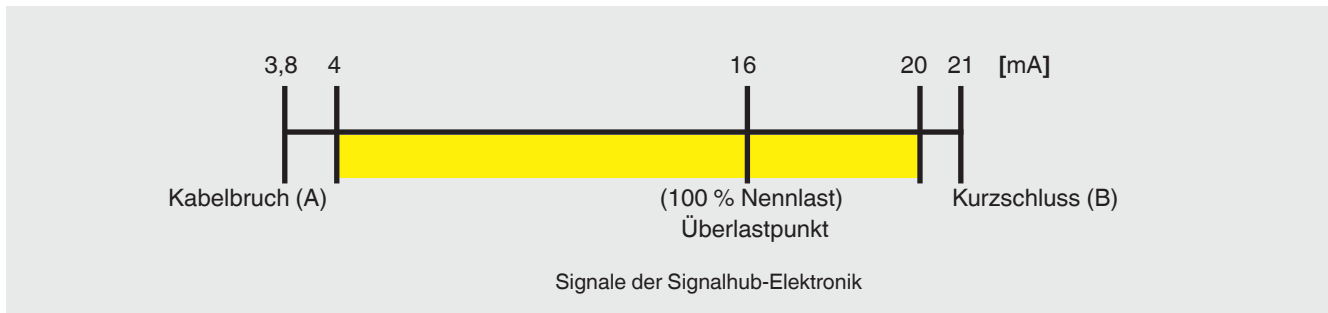 3,8 4 16 20 21 [mA]
Kabelbruch (A) (100 % Nennlast) Kurzschluss (B)
Überlastpunkt
Signale der Signalhub-Elektronik